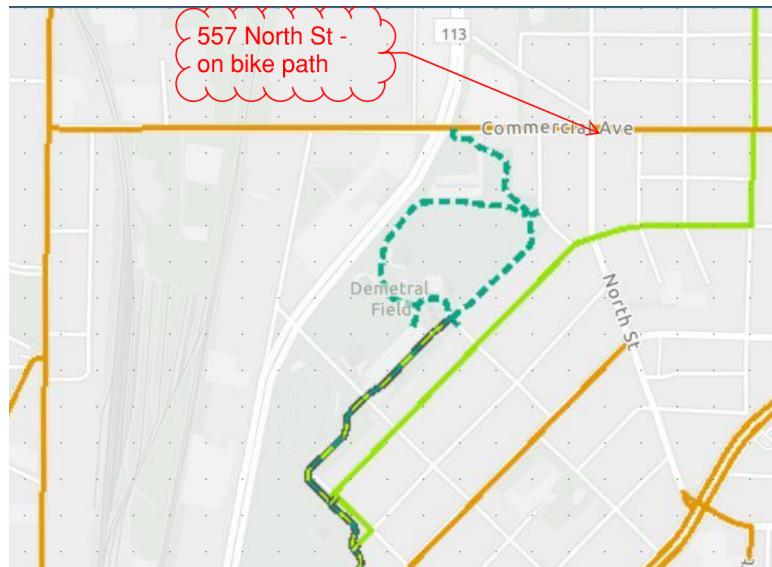 557 North St -
on bike path
113
Commercial Ave
Demetral
Field
North St